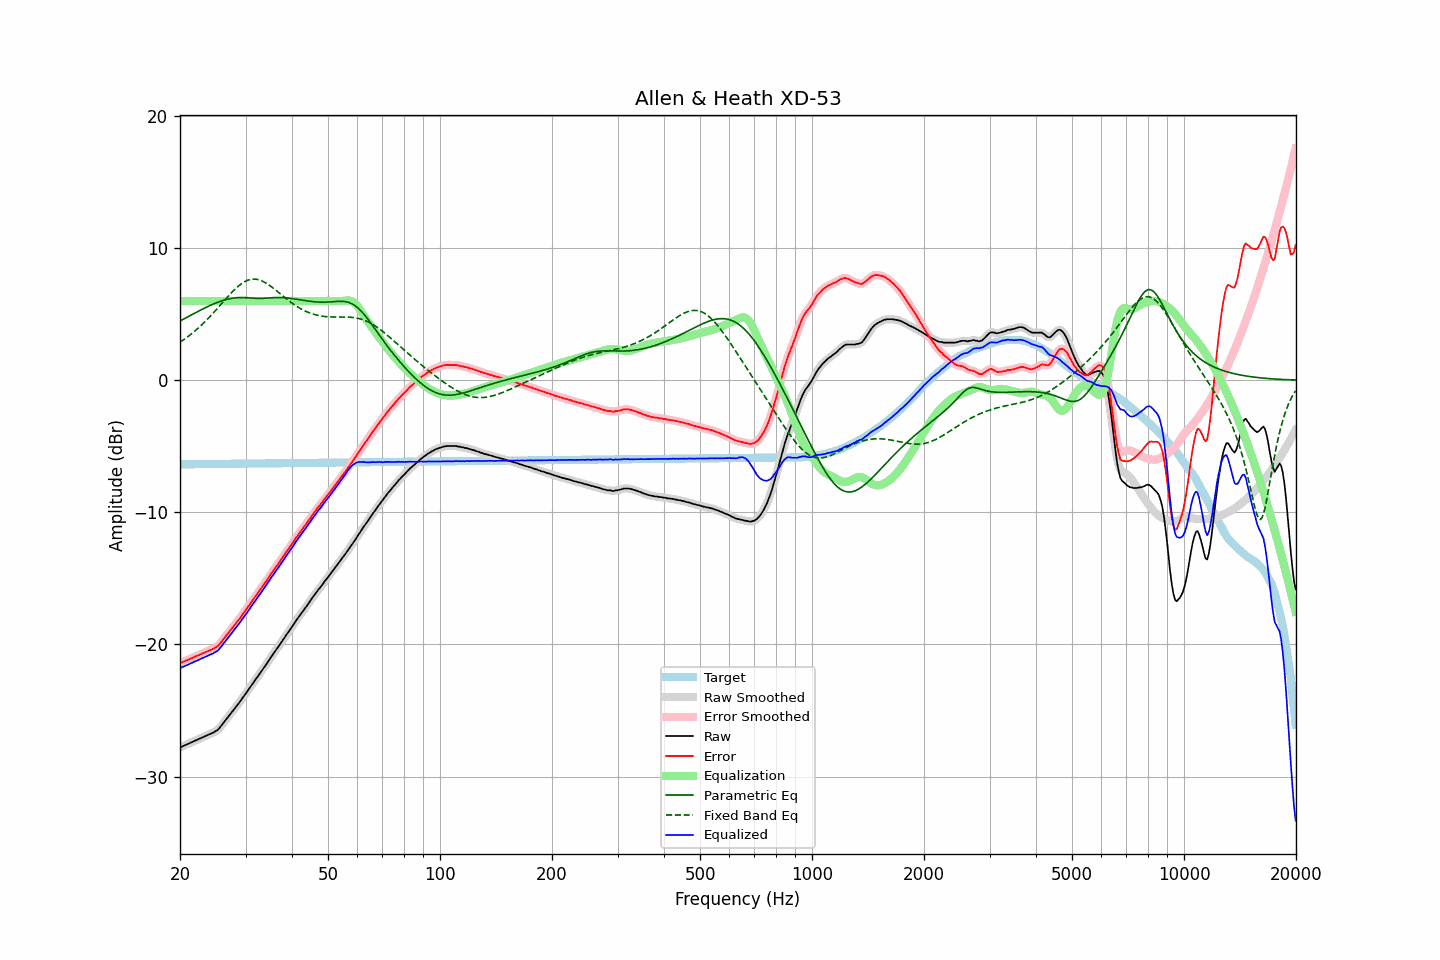 Allen & Heath XD-53
20
10
0
−10
−20
−30
Amplitude (dBr)
Target
Raw Smoothed
Error Smoothed
Raw
Error
Equalization
Parametric Eq
Fixed Band Eq
Equalized
20 50 100 200 500 1000 2000 5000 10000 20000
Frequency (Hz)